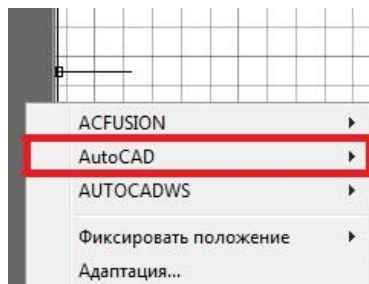 ACFUSION
AutoCAD
AUTOCADWS
Фиксировать положение
Адаптация...